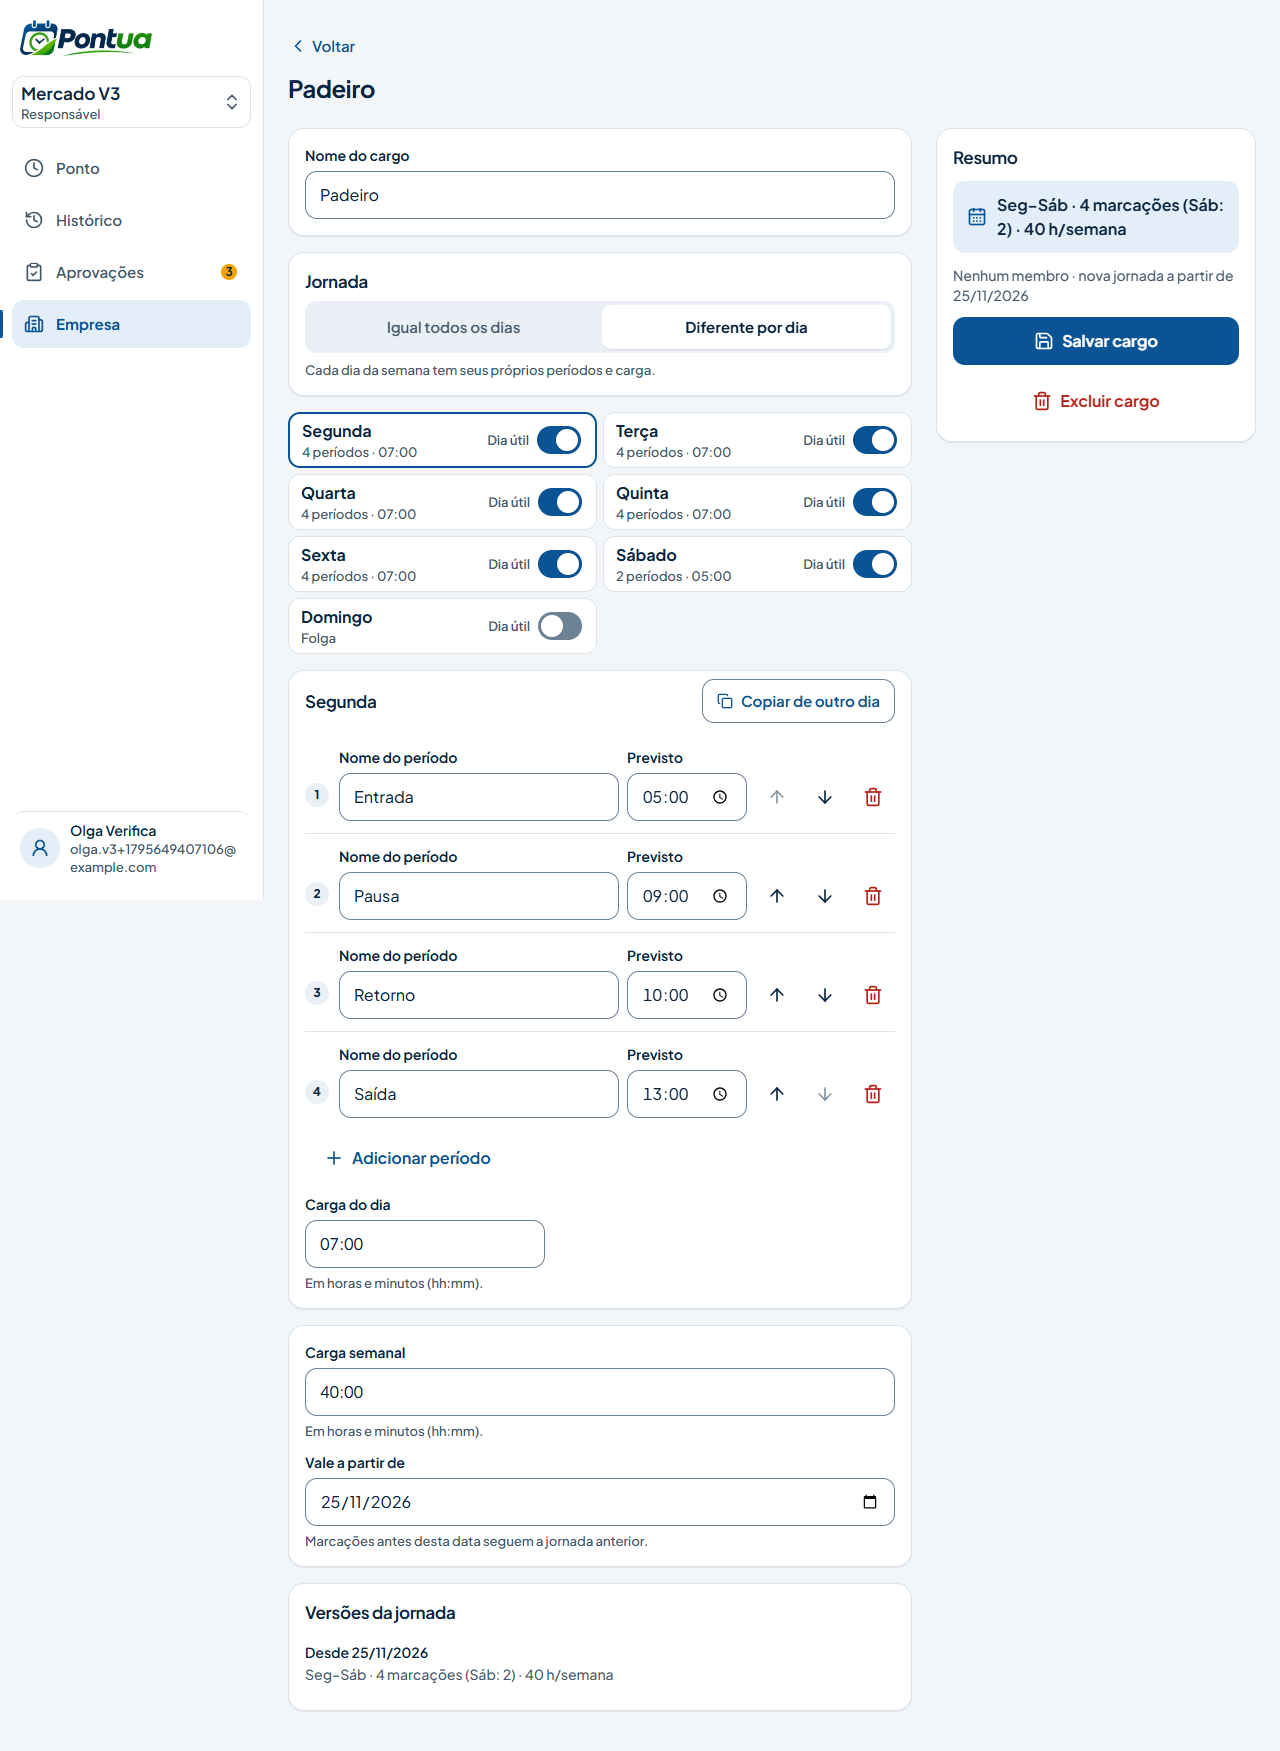 Pontua
Mercado V3
Responsável
Ponto
Histórico
Aprovações
3
Empresa
Olga Verifica
olga.v3+1795649407106@
example.com
Voltar
Padeiro
Nome do cargo
Padeiro
Jornada
Igual todos os dias
Diferente por dia
Cada dia da semana tem seus próprios períodos e carga.
Segunda
4 períodos · 07:00
Dia útil
Terça
4 períodos · 07:00
Dia útil
Quarta
4 períodos · 07:00
Dia útil
Quinta
4 períodos · 07:00
Dia útil
Sexta
4 períodos · 07:00
Dia útil
Sábado
2 períodos · 05:00
Dia útil
Domingo
Folga
Dia útil
Segunda
Copiar de outro dia
Nome do período
Previsto
1
Entrada
05:00
Nome do período
Previsto
2
Pausa
09:00
Nome do período
Previsto
3
Retorno
10:00
Nome do período
Previsto
4
Saída
13:00
Adicionar período
Carga do dia
07:00
Em horas e minutos (hh:mm).
Carga semanal
40:00
Em horas e minutos (hh:mm).
Vale a partir de
25/11/2026
Marcações antes desta data seguem a jornada anterior.
Versões da jornada
Desde 25/11/2026
Seg–Sáb · 4 marcações (Sáb: 2) · 40 h/semana
Resumo
Seg–Sáb · 4 marcações (Sáb:
2) · 40 h/semana
Nenhum membro · nova jornada a partir de
25/11/2026
Salvar cargo
Excluir cargo